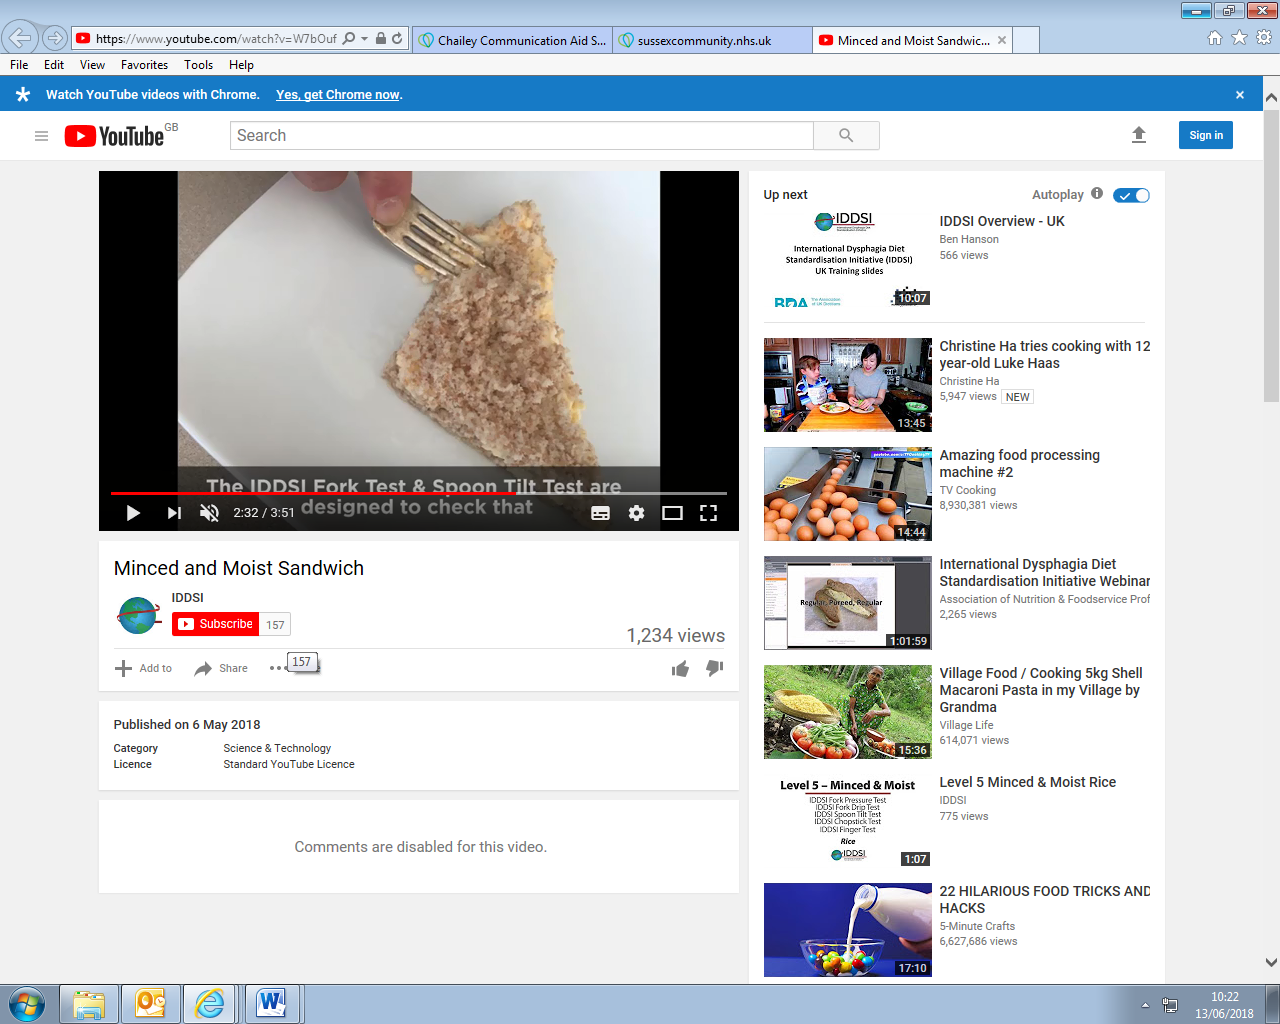 https://www.youtube.com/watch?v=W7bOuf
Chailey Communication Aid S...
sussexcommunity.nhs.uk
Minced and Moist Sandwic...
File Edit View Favorites Tools Help
Watch YouTube videos with Chrome. Yes, get Chrome now.
YouTube GB
Search
Sign in
The IDDSI Fork Test & Spoon Tilt Test are
designed to check that
2:32 / 3:51
Minced and Moist Sandwich
IDDSI
Subscribe 157
1,234 views
Add to Share
157
Published on 6 May 2018
Category Science & Technology
Licence Standard YouTube Licence
Comments are disabled for this video.
Up next Autoplay
IDDSI
International Dysphagia Diet
Standardisation Initiative (IDDSI)
UK Training slides
BDA The Association
of UK Dietitians
10:07
IDDSI Overview - UK
Ben Hanson
566 views
13:45
Christine Ha tries cooking with 12
year-old Luke Haas
Christine Ha
5,947 views NEW
14:44
Amazing food processing
machine #2
TV Cooking
8,930,381 views
Regular, Pureed, Regular
1:01:59
International Dysphagia Diet
Standardisation Initiative Webinar
Association of Nutrition & Foodservice Prof
2,265 views
15:36
Village Food / Cooking 5kg Shell
Macaroni Pasta in my Village by
Grandma
Village Life
614,071 views
Level 5 – Minced & Moist
IDDSI Fork Pressure Test
IDDSI Fork Drip Test
IDDSI Spoon Tilt Test
IDDSI Chopstick Test
IDDSI Finger Test
Rice
IDDSI
1:07
Level 5 Minced & Moist Rice
IDDSI
775 views
17:10
22 HILARIOUS FOOD TRICKS AND
HACKS
5-Minute Crafts
6,627,686 views
10:22
13/06/2018